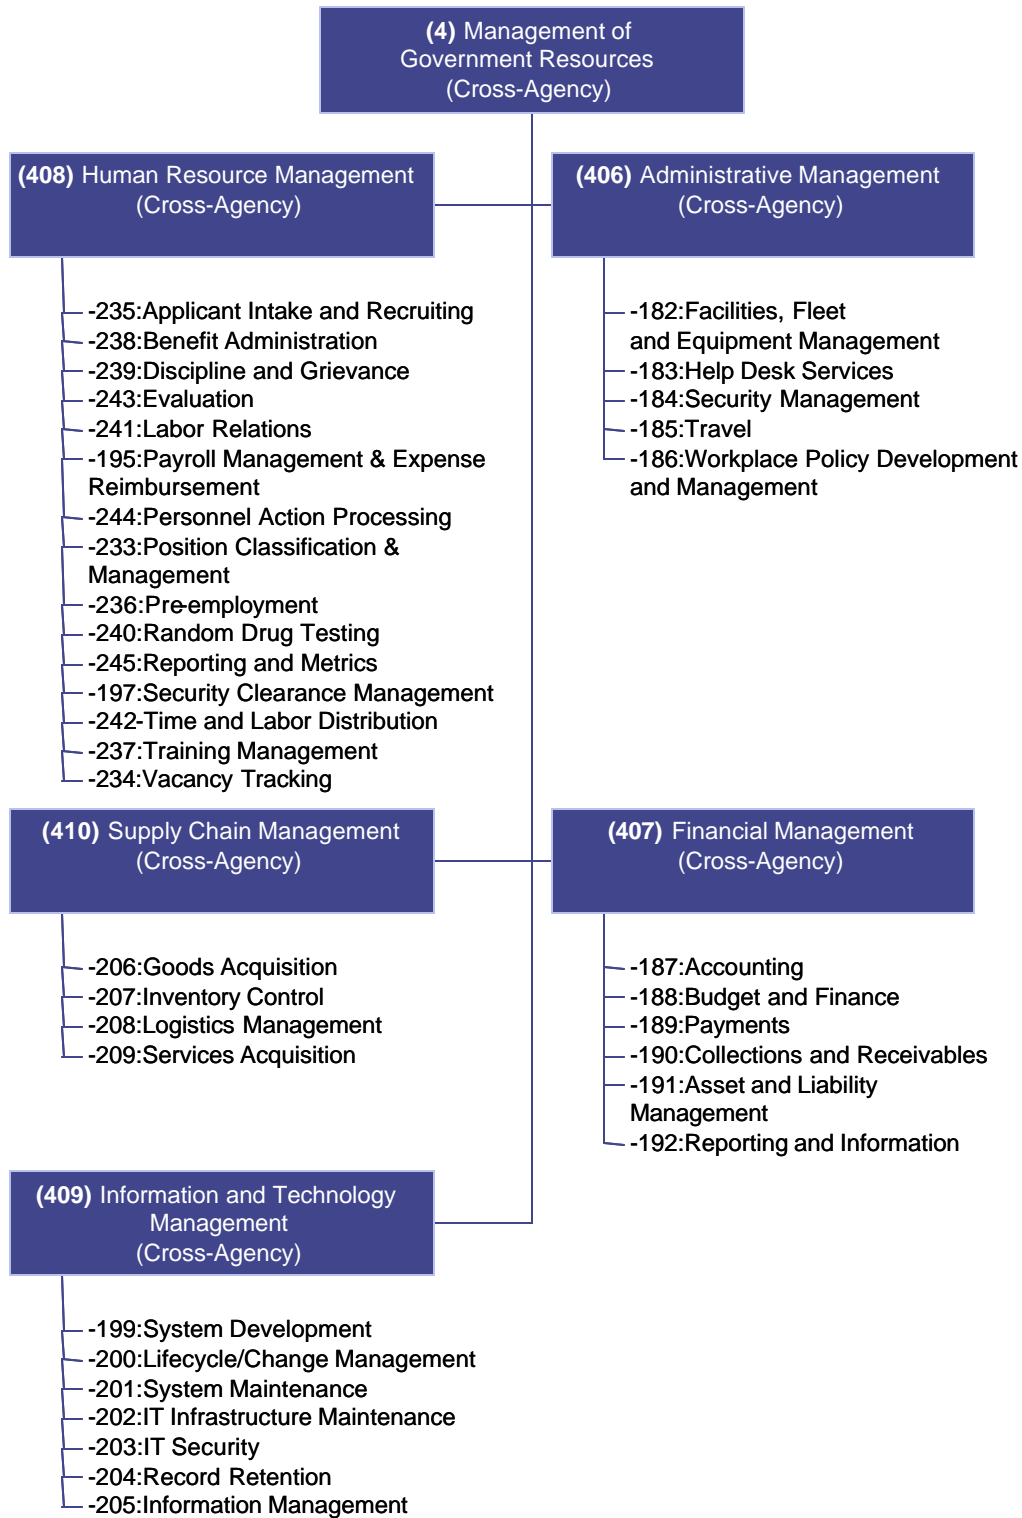 (4) Management of
Government Resources
(Cross-Agency)
(408) Human Resource Management
(Cross-Agency)
-235:Applicant Intake and Recruiting
-238:Benefit Administration
-239:Discipline and Grievance
-243:Evaluation
-241:Labor Relations
-195:Payroll Management & Expense
Reimbursement
-244:Personnel Action Processing
-233:Position Classification &
Management
-236:Pre-employment
-240:Random Drug Testing
-245:Reporting and Metrics
-197:Security Clearance Management
-242-Time and Labor Distribution
-237:Training Management
-234:Vacancy Tracking
(406) Administrative Management
(Cross-Agency)
-182:Facilities, Fleet
and Equipment Management
-183:Help Desk Services
-184:Security Management
-185:Travel
-186:Workplace Policy Development
and Management
(410) Supply Chain Management
(Cross-Agency)
-206:Goods Acquisition
-207:Inventory Control
-208:Logistics Management
-209:Services Acquisition
(407) Financial Management
(Cross-Agency)
-187:Accounting
-188:Budget and Finance
-189:Payments
-190:Collections and Receivables
-191:Asset and Liability
Management
-192:Reporting and Information
(409) Information and Technology
Management
(Cross-Agency)
-199:System Development
-200:Lifecycle/Change Management
-201:System Maintenance
-202:IT Infrastructure Maintenance
-203:IT Security
-204:Record Retention
-205:Information Management